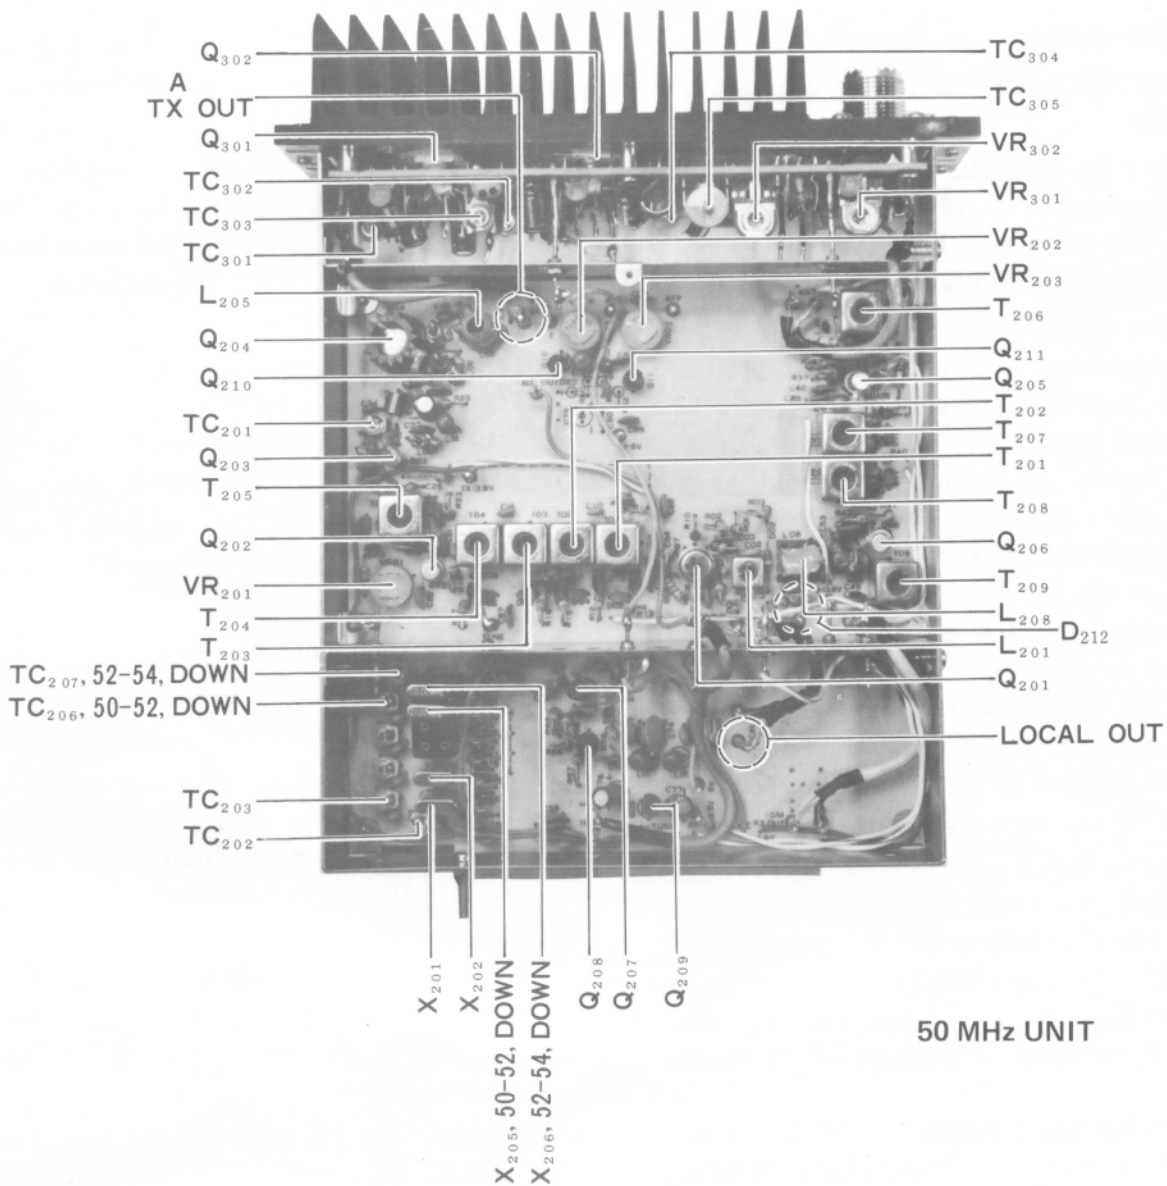 Q302
A
TX OUT
Q301
TC302
TC303
TC301
L205
Q204
Q210
TC201
Q203
T205
Q202
VR201
T204
T203
TC207, 52-54, DOWN
TC206, 50-52, DOWN
TC203
TC202
TC304
TC305
VR302
VR301
VR202
VR203
T206
Q211
Q205
T202
T207
T201
T208
Q206
T209
L208
D212
L201
Q201
LOCAL OUT
X201
X202
X205, 50-52, DOWN
X206, 52-54, DOWN
Q208
Q207
Q209
50 MHz UNIT